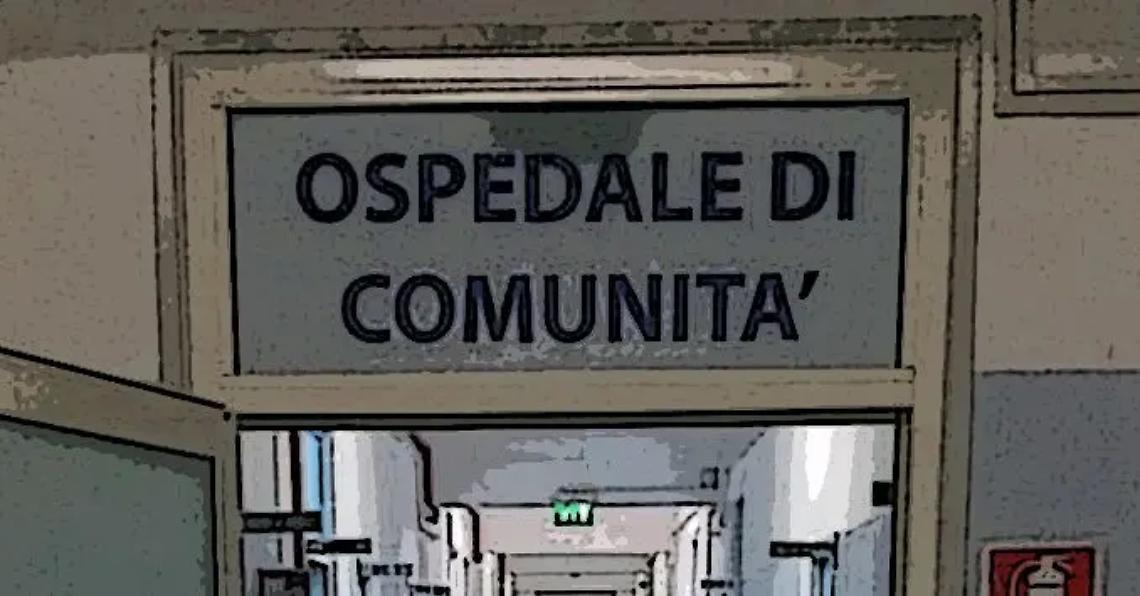 OSPEDALE DI
COMUNITA'